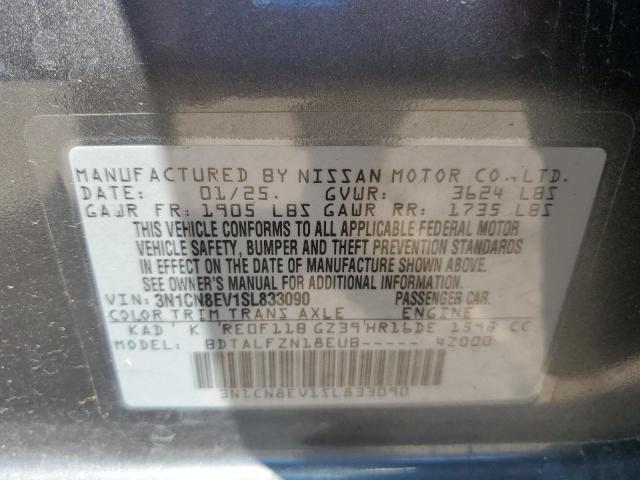 MANUFACTURED BY NISSAN MOTOR CO.,LTD.
DATE: 01/25. GVWR: 3624 LBS
GAWR FR: 1905 LBS GAWR RR: 1735 LBS
THIS VEHICLE CONFORMS TO ALL APPLICABLE FEDERAL MOTOR
VEHICLE SAFETY, BUMPER AND THEFT PREVENTION STANDARDS
IN EFFECT ON THE DATE OF MANUFACTURE SHOWN ABOVE.
SEE OWNER'S MANUAL FOR ADDITIONAL INFORMATION.
VIN: 3N1CN8EV1SL833090 PASSENGER CAR.
COLOR TRIM TRANS AXLE ENGINE
KAD' K 'RE0F11B GZ39'HR16DE 1598 CC
MODEL: BDTALFZN18EUB----- 42000
3N1CN8EV1SL833090